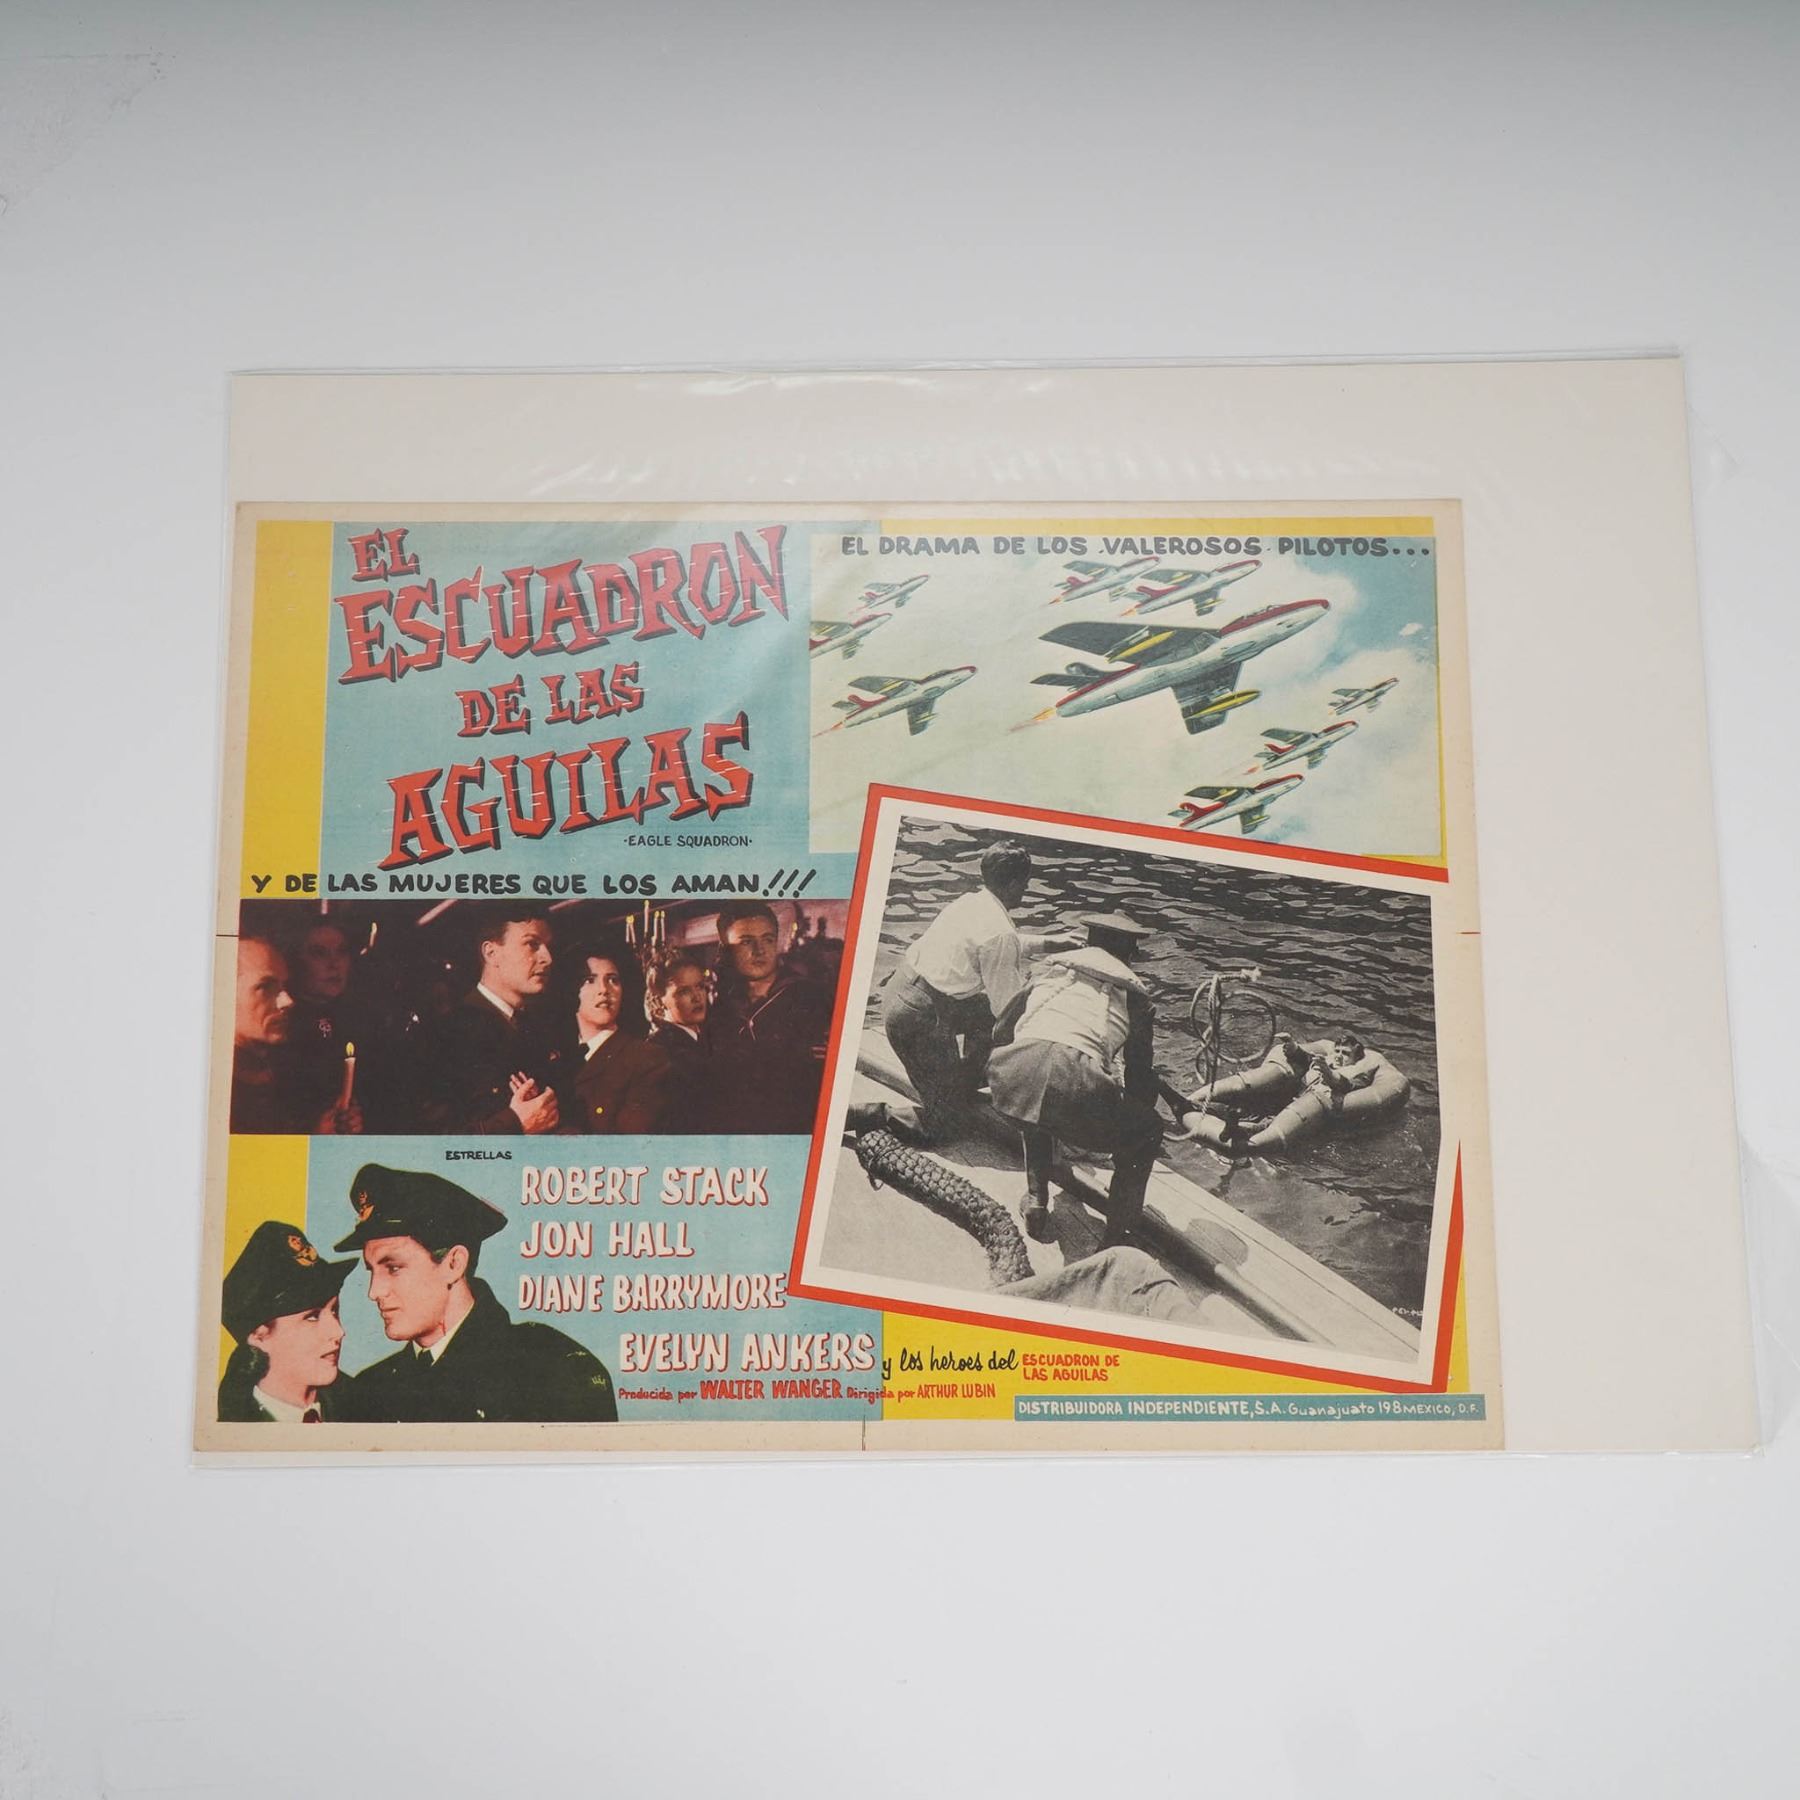 EL
ESCUADRON
DE LAS
AGUILAS
·EAGLE SQUADRON·
EL DRAMA DE LOS VALEROSOS PILOTOS...
Y DE LAS MUJERES QUE LOS AMAN!!!
ESTRELLAS
ROBERT STACK
JON HALL
DIANE BARRYMORE
EVELYN ANKERS
y los heroes del ESCUADRON DE
LAS AGUILAS
Producida por WALTER WANGER Dirigida por ARTHUR LUBIN
DISTRIBUIDORA INDEPENDIENTE, S.A. Guanajuato 198 MEXICO, D.F.